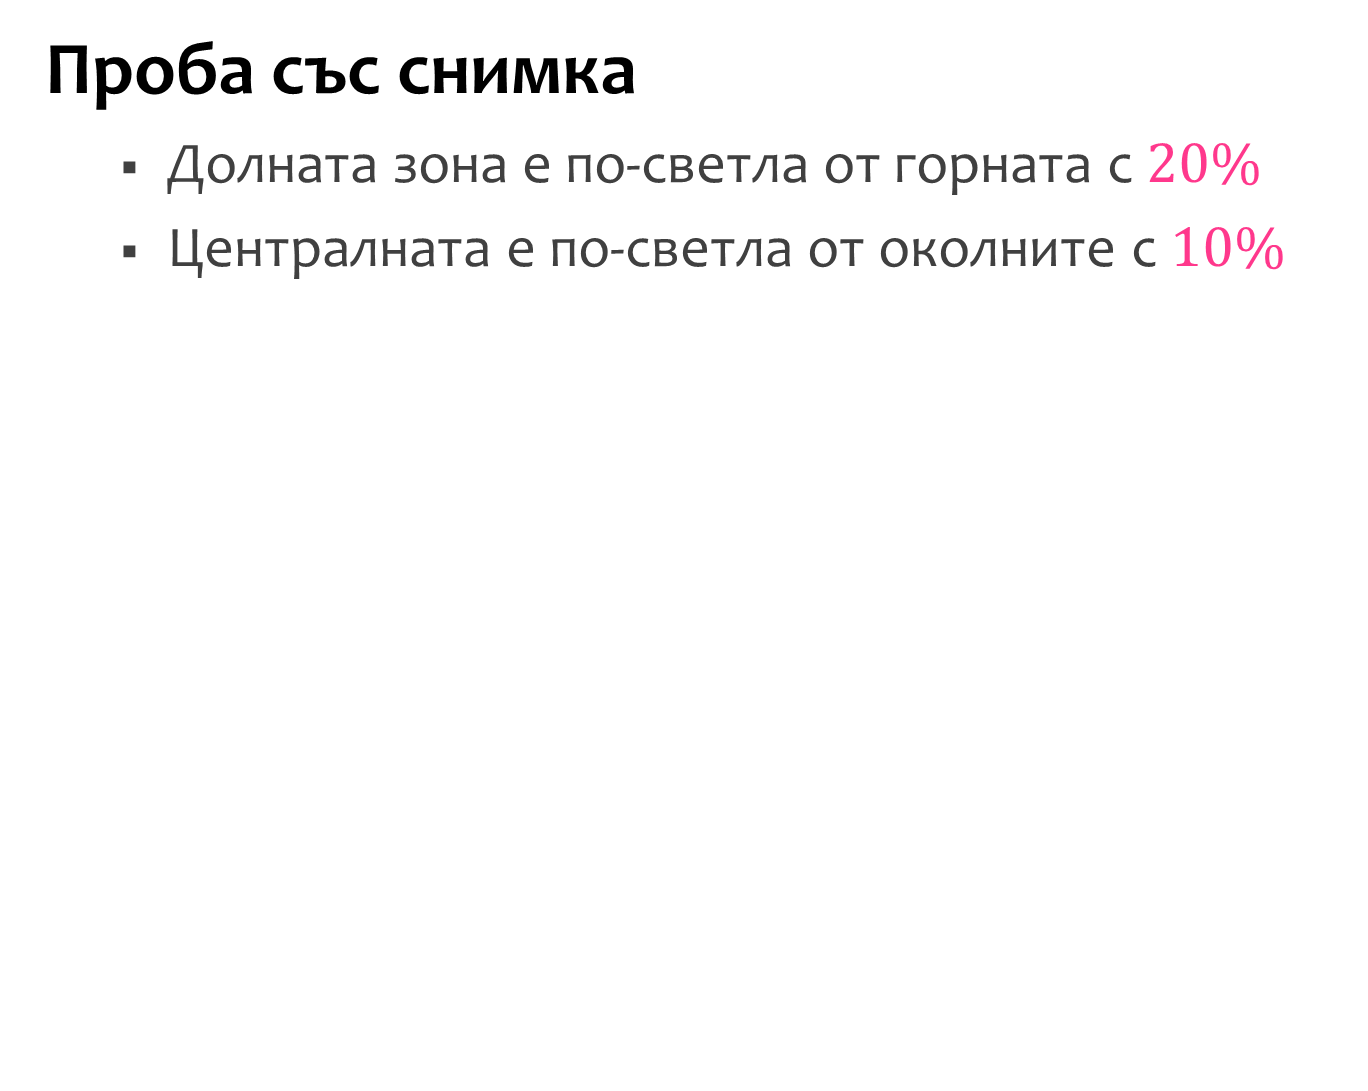 Проба със снимка
▪ Долната зона е по-светла от горната с 20%
▪ Централната е по-светла от околните с 10%